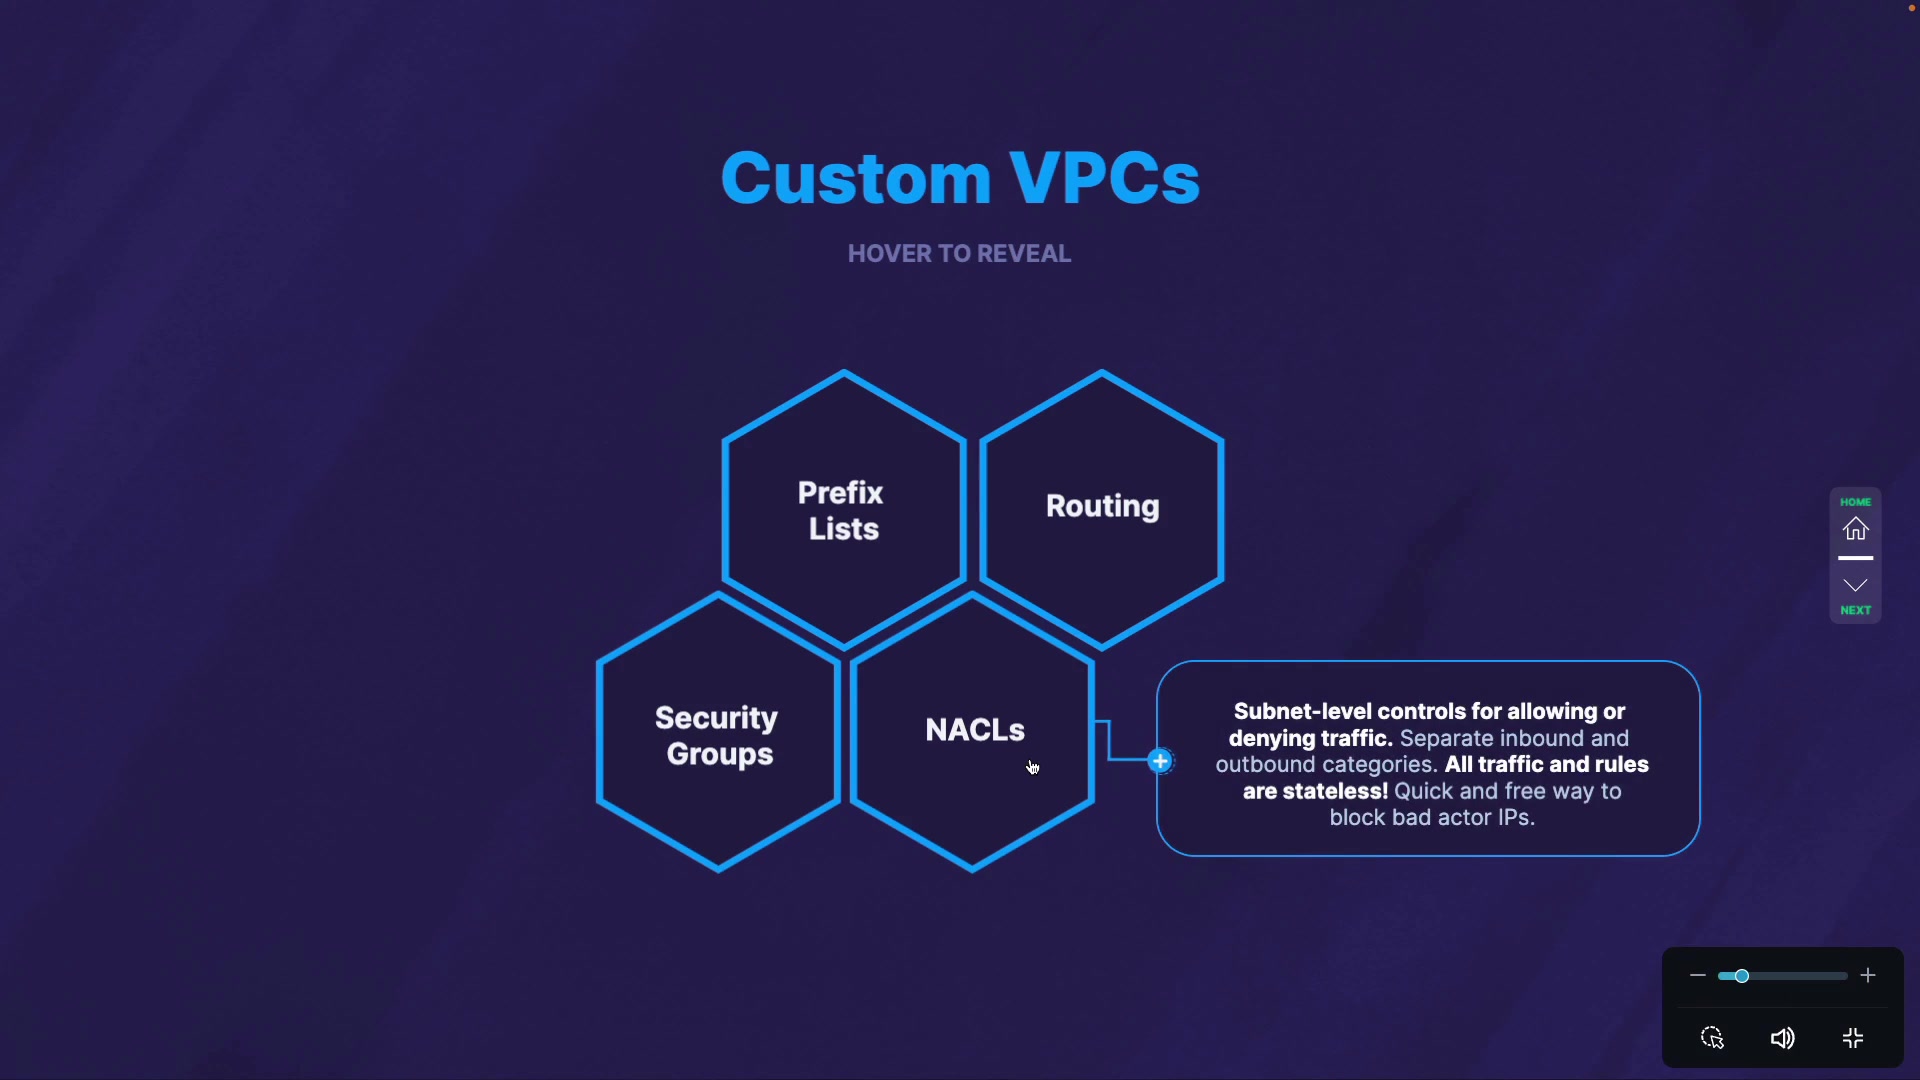 Custom VPCs
HOVER TO REVEAL
Prefix
Lists
Routing
HOME
NEXT
Security
Groups
NACLs
Subnet-level controls for allowing or
denying traffic. Separate inbound and
outbound categories. All traffic and rules
are stateless! Quick and free way to
block bad actor IPs.